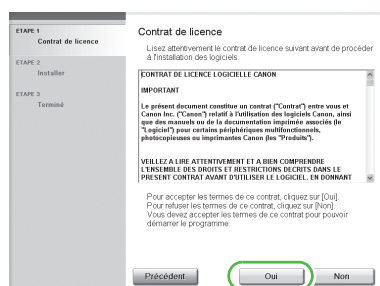 ETAPE 1
Contrat de licence
ETAPE 2
Installer
ETAPE 3
Terminé
Contrat de licence
Lisez attentivement le contrat de licence suivant avant de procéder
à l'installation des logiciels.
CONTRAT DE LICENCE LOGICIELLE CANON
IMPORTANT
Le présent document constitue un contrat ("Contrat") entre vous et
Canon Inc. ("Canon") relatif à l'utilisation des logiciels Canon, ainsi
que des manuels ou de la documentation imprimée associés (le
"Logiciel") pour certains périphériques multifonctionnels,
photocopieuses ou imprimantes Canon (les "Produits").
VEILLEZ A LIRE ATTENTIVEMENT ET A BIEN COMPRENDRE
L'ENSEMBLE DES DROITS ET RESTRICTIONS DECRITS DANS LE
PRESENT CONTRAT AVANT D'UTILISER LE LOGICIEL. EN DONNANT
Pour accepter les termes de ce contrat, cliquez sur [Oui].
Pour refuser les termes de ce contrat, cliquez sur [Non].
Vous devez accepter les termes de ce contrat pour pouvoir
démarrer le programme.
Précédent
Oui
Non